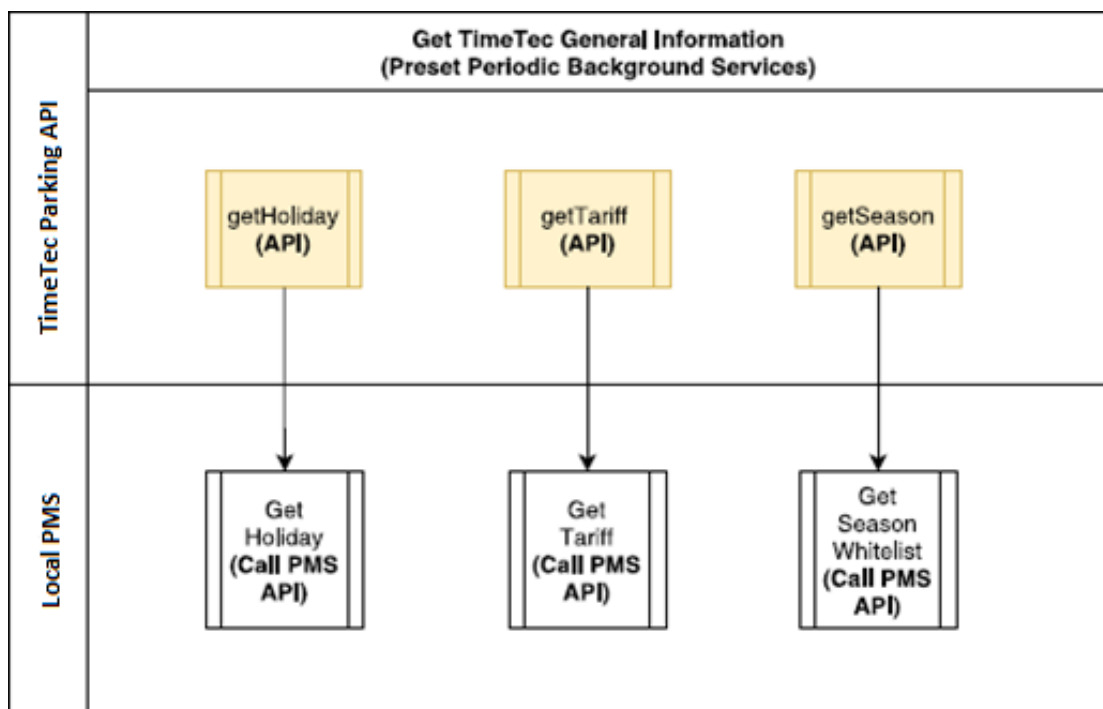 Get TimeTec General Information
(Preset Periodic Background Services)
TimeTec Parking API
getHoliday
(API)
getTariff
(API)
getSeason
(API)
Local PMS
Get
Holiday
(Call PMS
API)
Get
Tariff
(Call PMS
API)
Get
Season
Whitelist
(Call PMS
API)